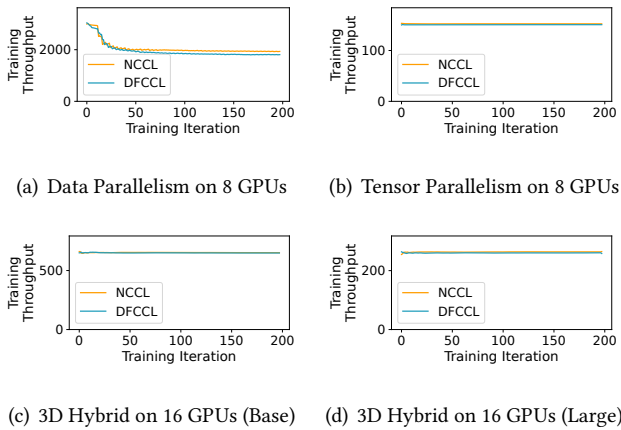 Training
Throughput
2000
0
NCCL
DFCCL
0 50 100 150 200
Training Iteration
(a) Data Parallelism on 8 GPUs
Training
Throughput
100
0
NCCL
DFCCL
0 50 100 150 200
Training Iteration
(b) Tensor Parallelism on 8 GPUs
Training
Throughput
500
0
NCCL
DFCCL
0 50 100 150 200
Training Iteration
(c) 3D Hybrid on 16 GPUs (Base)
Training
Throughput
200
0
NCCL
DFCCL
0 50 100 150 200
Training Iteration
(d) 3D Hybrid on 16 GPUs (Large)